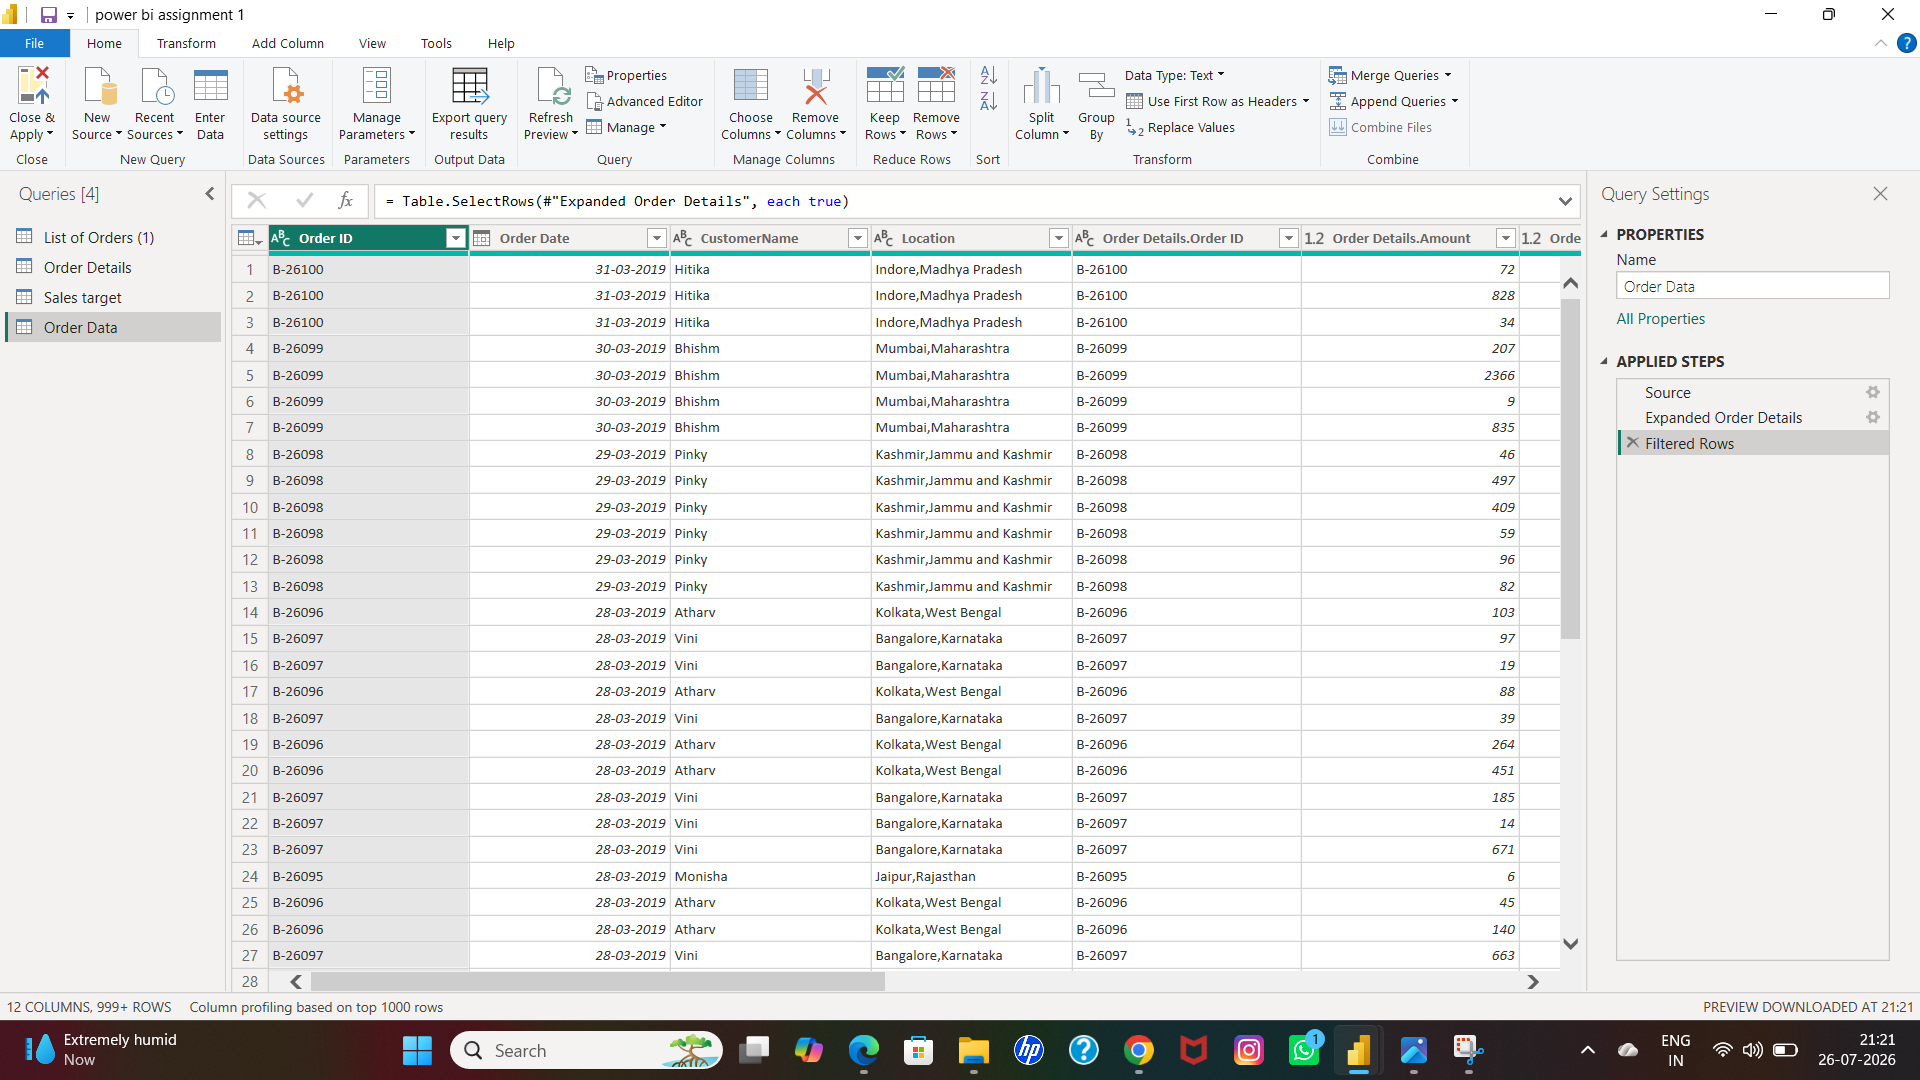 power bi assignment 1
File Home Transform Add Column View Tools Help
Close & Apply
New Source
Recent Sources
Enter Data
Data source settings
Manage Parameters
Export query results
Refresh Preview
Properties
Advanced Editor
Manage
Choose Columns
Remove Columns
Keep Rows
Remove Rows
Split Column
Group By
Data Type: Text
Use First Row as Headers
Replace Values
Merge Queries
Append Queries
Combine Files
Close New Query Data Sources Parameters Output Data Query Manage Columns Reduce Rows Sort Transform Combine
Queries [4]
List of Orders (1)
Order Details
Sales target
Order Data
fx = Table.SelectRows(#"Expanded Order Details", each true)
Order ID Order Date CustomerName Location Order Details.Order ID 1.2 Order Details.Amount 1.2 Orde
1 B-26100 31-03-2019 Hitika Indore,Madhya Pradesh B-26100 72
2 B-26100 31-03-2019 Hitika Indore,Madhya Pradesh B-26100 828
3 B-26100 31-03-2019 Hitika Indore,Madhya Pradesh B-26100 34
4 B-26099 30-03-2019 Bhishm Mumbai,Maharashtra B-26099 207
5 B-26099 30-03-2019 Bhishm Mumbai,Maharashtra B-26099 2366
6 B-26099 30-03-2019 Bhishm Mumbai,Maharashtra B-26099 9
7 B-26099 30-03-2019 Bhishm Mumbai,Maharashtra B-26099 835
8 B-26098 29-03-2019 Pinky Kashmir,Jammu and Kashmir B-26098 46
9 B-26098 29-03-2019 Pinky Kashmir,Jammu and Kashmir B-26098 497
10 B-26098 29-03-2019 Pinky Kashmir,Jammu and Kashmir B-26098 409
11 B-26098 29-03-2019 Pinky Kashmir,Jammu and Kashmir B-26098 59
12 B-26098 29-03-2019 Pinky Kashmir,Jammu and Kashmir B-26098 96
13 B-26098 29-03-2019 Pinky Kashmir,Jammu and Kashmir B-26098 82
14 B-26096 28-03-2019 Atharv Kolkata,West Bengal B-26096 103
15 B-26097 28-03-2019 Vini Bangalore,Karnataka B-26097 97
16 B-26097 28-03-2019 Vini Bangalore,Karnataka B-26097 19
17 B-26096 28-03-2019 Atharv Kolkata,West Bengal B-26096 88
18 B-26097 28-03-2019 Vini Bangalore,Karnataka B-26097 39
19 B-26096 28-03-2019 Atharv Kolkata,West Bengal B-26096 264
20 B-26096 28-03-2019 Atharv Kolkata,West Bengal B-26096 451
21 B-26097 28-03-2019 Vini Bangalore,Karnataka B-26097 185
22 B-26097 28-03-2019 Vini Bangalore,Karnataka B-26097 14
23 B-26097 28-03-2019 Vini Bangalore,Karnataka B-26097 671
24 B-26095 28-03-2019 Monisha Jaipur,Rajasthan B-26095 6
25 B-26096 28-03-2019 Atharv Kolkata,West Bengal B-26096 45
26 B-26096 28-03-2019 Atharv Kolkata,West Bengal B-26096 140
27 B-26097 28-03-2019 Vini Bangalore,Karnataka B-26097 663
28
Query Settings
PROPERTIES
Name
Order Data
All Properties
APPLIED STEPS
Source
Expanded Order Details
Filtered Rows
12 COLUMNS, 999+ ROWS Column profiling based on top 1000 rows
PREVIEW DOWNLOADED AT 21:21
Extremely humid
Now
Search
hp
1
ENG
IN
21:21
26-07-2026